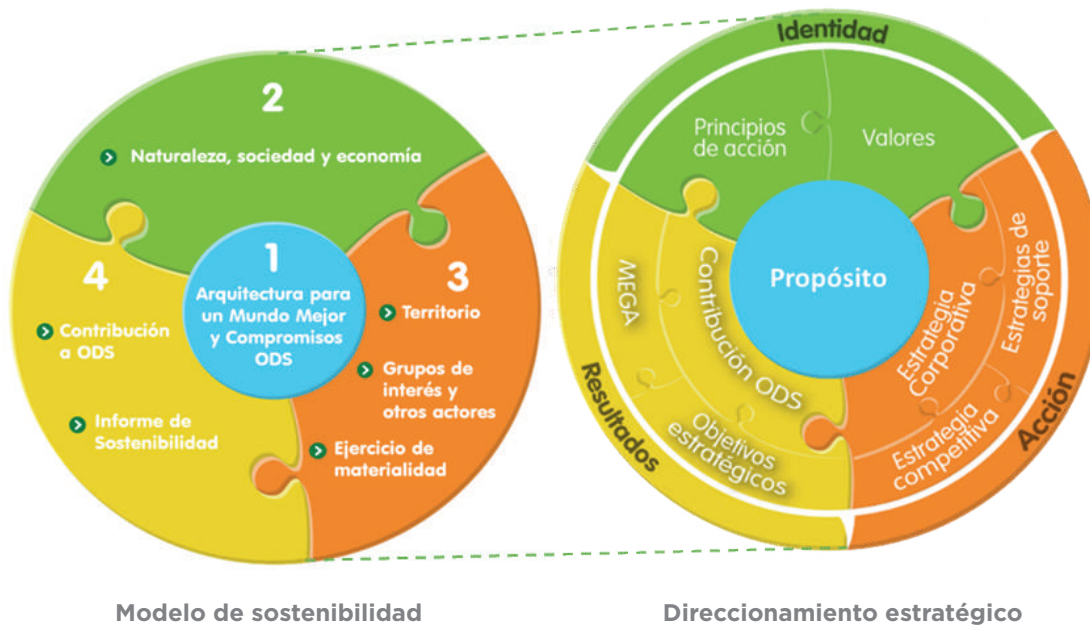 2
Naturaleza, sociedad y economía
1
Arquitectura para
un Mundo Mejor
y Compromisos
ODS
3
Territorio
Grupos de
interés y
otros actores
Ejercicio de
materialidad
4
Contribución
a ODS
Informe de
Sostenibilidad
Modelo de sostenibilidad
Identidad
Principios
de acción
Valores
Propósito
Estrategia
Corporativa
Estrategias de
soporte
Estrategia
competitiva
Acción
MEGA
Contribución ODS
Objetivos
estratégicos
Resultados
Direccionamiento estratégico